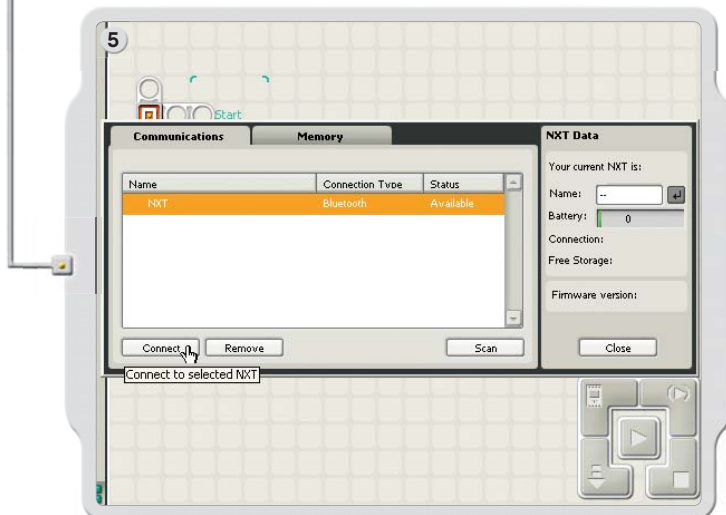 5
Start
Communications
Memory
Name
Connection Type
Status
NXT
Bluetooth
Available
Connect
Remove
Scan
Connect to selected NXT
NXT Data
Your current NXT is:
Name: --
Battery: 0
Connection:
Free Storage:
Firmware version:
Close